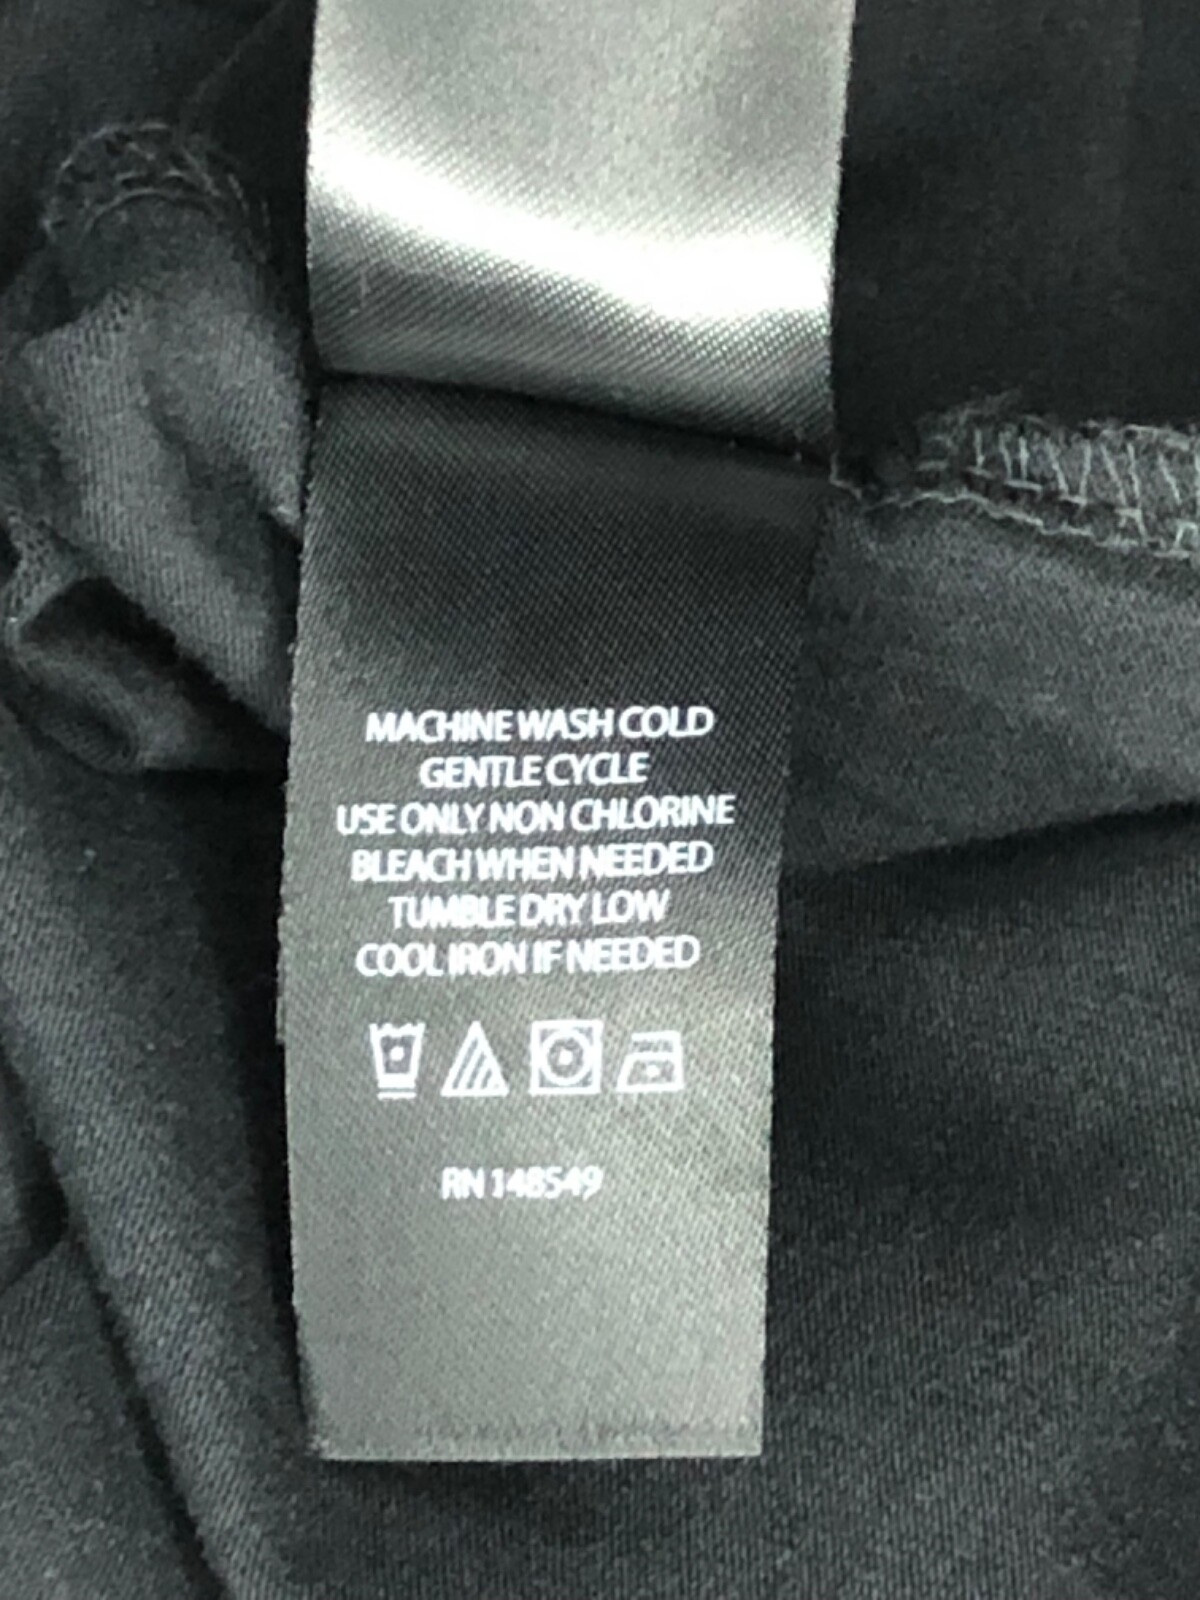 MACHINE WASH COLD
GENTLE CYCLE
USE ONLY NON CHLORINE
BLEACH WHEN NEEDED
TUMBLE DRY LOW
COOL IRON IF NEEDED
RN 148549